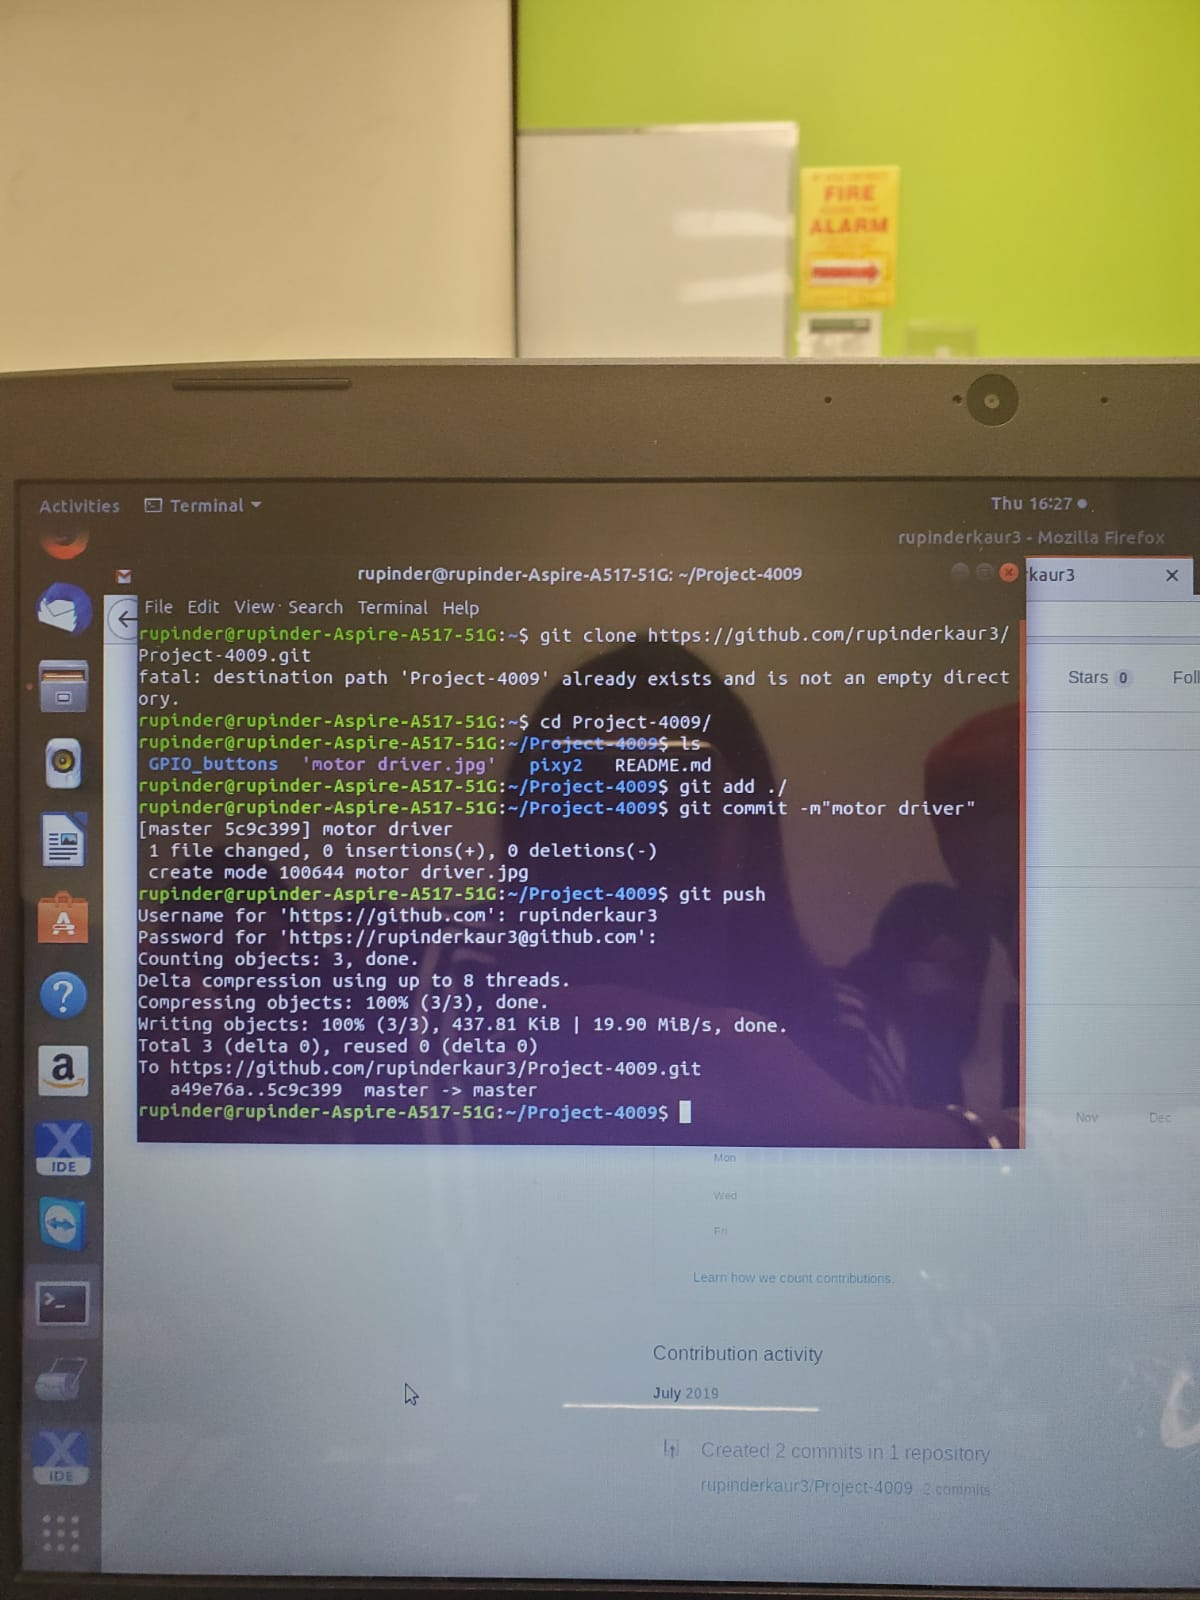 FIRE
ALARM
Activities
Terminal
Thu 16:27
rupinderkaur3 - Mozilla Firefox
rupinder@rupinder-Aspire-A517-51G: ~/Project-4009
kaur3
File Edit View Search Terminal Help
rupinder@rupinder-Aspire-A517-51G:~$ git clone https://github.com/rupinderkaur3/
Project-4009.git
fatal: destination path 'Project-4009' already exists and is not an empty direct
ory.
rupinder@rupinder-Aspire-A517-51G:~$ cd Project-4009/
rupinder@rupinder-Aspire-A517-51G:~/Project-4009$ ls
GPIO_buttons 'motor driver.jpg' pixy2 README.md
rupinder@rupinder-Aspire-A517-51G:~/Project-4009$ git add ./
rupinder@rupinder-Aspire-A517-51G:~/Project-4009$ git commit -m"motor driver"
[master 5c9c399] motor driver
1 file changed, 0 insertions(+), 0 deletions(-)
create mode 100644 motor driver.jpg
rupinder@rupinder-Aspire-A517-51G:~/Project-4009$ git push
Username for 'https://github.com': rupinderkaur3
Password for 'https://rupinderkaur3@github.com':
Counting objects: 3, done.
Delta compression using up to 8 threads.
Compressing objects: 100% (3/3), done.
Writing objects: 100% (3/3), 437.81 KiB | 19.90 MiB/s, done.
Total 3 (delta 0), reused 0 (delta 0)
To https://github.com/rupinderkaur3/Project-4009.git
a49e76a..5c9c399 master -> master
rupinder@rupinder-Aspire-A517-51G:~/Project-4009$
Stars 0
Foll
Nov Dec
Mon
Wed
Fri
Learn how we count contributions.
Contribution activity
July 2019
Created 2 commits in 1 repository
rupinderkaur3/Project-4009 2 commits
A
?
a
X
IDE
>_
X
IDE